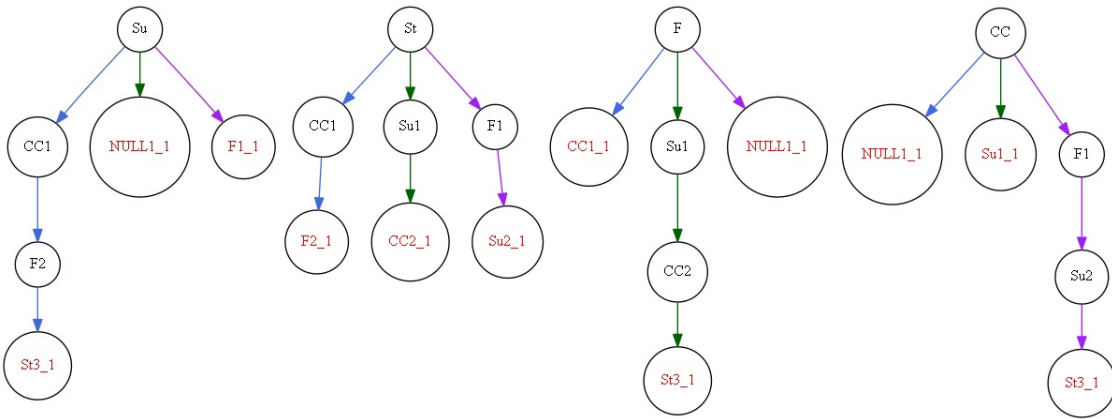 Su
St
F
CC
CC1
NULL1_1
F1_1
CC1
Su1
F1
CC1_1
Su1
NULL1_1
NULL1_1
Su1_1
F1
F2
F2_1
CC2_1
Su2_1
CC2
Su2
St3_1
St3_1
St3_1